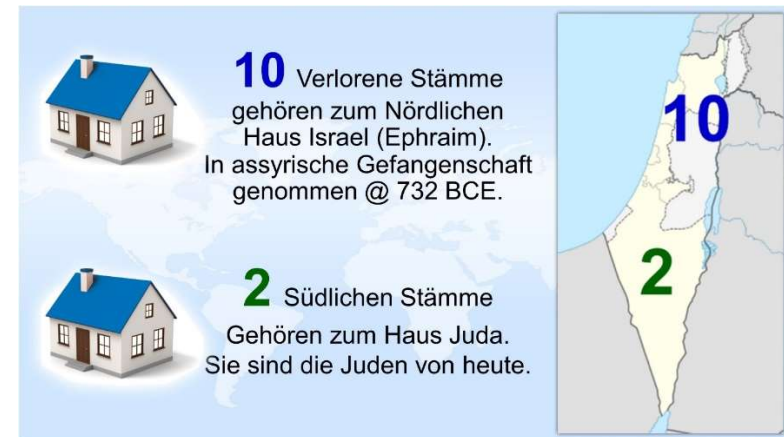 10 Verlorene Stämme
gehören zum Nördlichen
Haus Israel (Ephraim).
In assyrische Gefangenschaft
genommen @ 732 BCE.
2 Südlichen Stämme
Gehören zum Haus Juda.
Sie sind die Juden von heute.
10
2